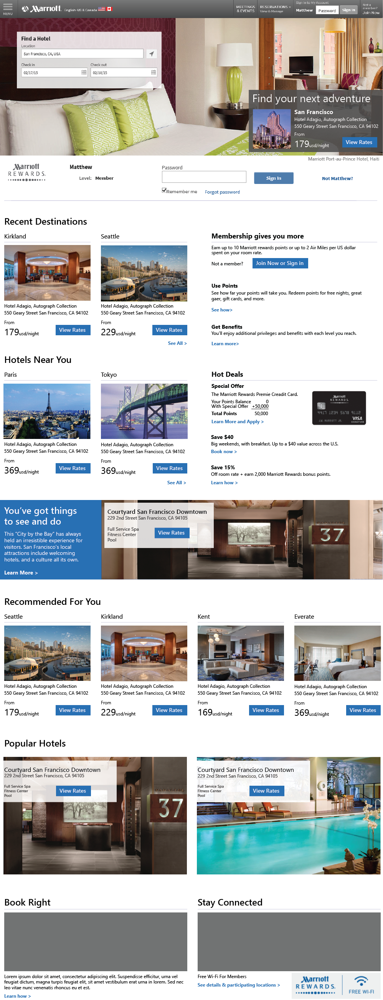 MENU
Marriott
English-US & Canada
MEETINGS
& EVENTS
RESERVATIONS
View & Manage
Sign in to My Account
Matthew
Password
Sign In
Not a
member?
Join Now
Find a Hotel
Location
San Francisco, CA, USA
Check in
Check out
02/17/15
02/18/15
Find your next adventure
San Francisco
Hotel Adagio, Autograph Collection
550 Geary Street San Francisco, CA 94102
From
179usd/night
View Rates
Marriott Port-au-Prince Hotel, Haiti
Marriott
REWARDS.
Matthew
Level: Member
Password
Sign In
Not Matthew?
Remember me
Forgot password
Recent Destinations
Kirkland
Hotel Adagio, Autograph Collection
550 Geary Street San Francisco, CA 94102
From
179usd/night
View Rates
Seattle
Hotel Adagio, Autograph Collection
550 Geary Street San Francisco, CA 94102
From
229usd/night
View Rates
See All >
Membership gives you more
Earn up to 10 Marriott rewards points or up to 2 Air Miles per US dollar
spent on your room rate.
Not a member?
Join Now or Sign in
Use Points
See how far your points will take you. Redeem points for free nights, great
gaer, gift cards, and more.
See how>
Get Benefits
You'll enjoy additional privileges and benefits with each level you reach.
Learn more>
Hotels Near You
Paris
Hotel Adagio, Autograph Collection
550 Geary Street San Francisco, CA 94102
From
369usd/night
View Rates
Tokyo
Hotel Adagio, Autograph Collection
550 Geary Street San Francisco, CA 94102
From
369usd/night
View Rates
See All >
Hot Deals
Special Offer
The Marriott Rewards Premie Creadit Card.
Your Points Balance 0
With Special Offer +50,000
Total Points 50,000
Learn More and Apply >
Marriott
REWARDS.
4417 1234 5678 9112
J.W. MARRIOTT JR.
VISA
SIGNATURE
Save $40
Big weekends, with breakfast. Up to a $40 value across the U.S.
Book now >
Save 15%
Off room rate + earn 2,000 Marriott Rewards bonus points.
Learn how >
You've got things
to see and do
This "City by the Bay" has always
held an irresistible experience for
visitors. San Francisco's local
attractions include welcoming
hotels, and a culture all its own.
Learn More >
Courtyard San Francisco Downtown
229 2nd Street San Francisco, CA 94105
Full Service Spa
Fitness Center
Pool
View Rates
37
Recommended For You
Seattle
Hotel Adagio, Autograph Collection
550 Geary Street San Francisco, CA 94102
From
179usd/night
View Rates
Kirkland
Hotel Adagio, Autograph Collection
550 Geary Street San Francisco, CA 94102
From
229usd/night
View Rates
Kent
Hotel Adagio, Autograph Collection
550 Geary Street San Francisco, CA 94102
From
169usd/night
View Rates
Everate
Hotel Adagio, Autograph Collection
550 Geary Street San Francisco, CA 94102
From
369usd/night
View Rates
Popular Hotels
Courtyard San Francisco Downtown
229 2nd Street San Francisco, CA 94105
Full Service Spa
Fitness Center
Pool
View Rates
PARALLEL
37
Courtyard San Francisco Downtown
229 2nd Street San Francisco, CA 94105
Full Service Spa
Fitness Center
Pool
View Rates
Book Right
Lorem ipsum dolor sit amet, consectetur adipiscing elit. Suspendisse efficitur, urna vel
feugiat dictum, magna turpis feugiat elit, sit amet vestibulum erat urna in lorem. Sed nec
leo vitae nunc venenatis rhoncus eu et est.
Learn how >
Stay Connected
Free Wi-Fi For Members
See details & participating locations >
Marriott
REWARDS.
FREE WI-FI